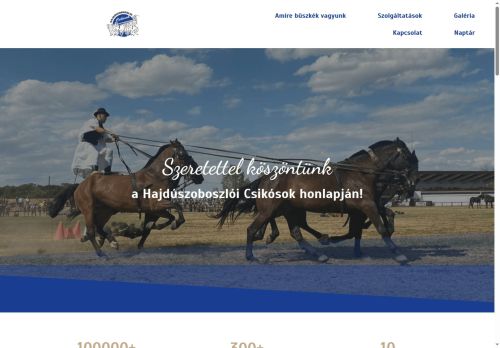 Amire büszkék vagyunk
Szolgáltatások
Galéria
Kapcsolat
Naptár
Szeretettel köszöntünk
a Hajdúszoboszlói Csikósok honlapján!
100000+
300+
10